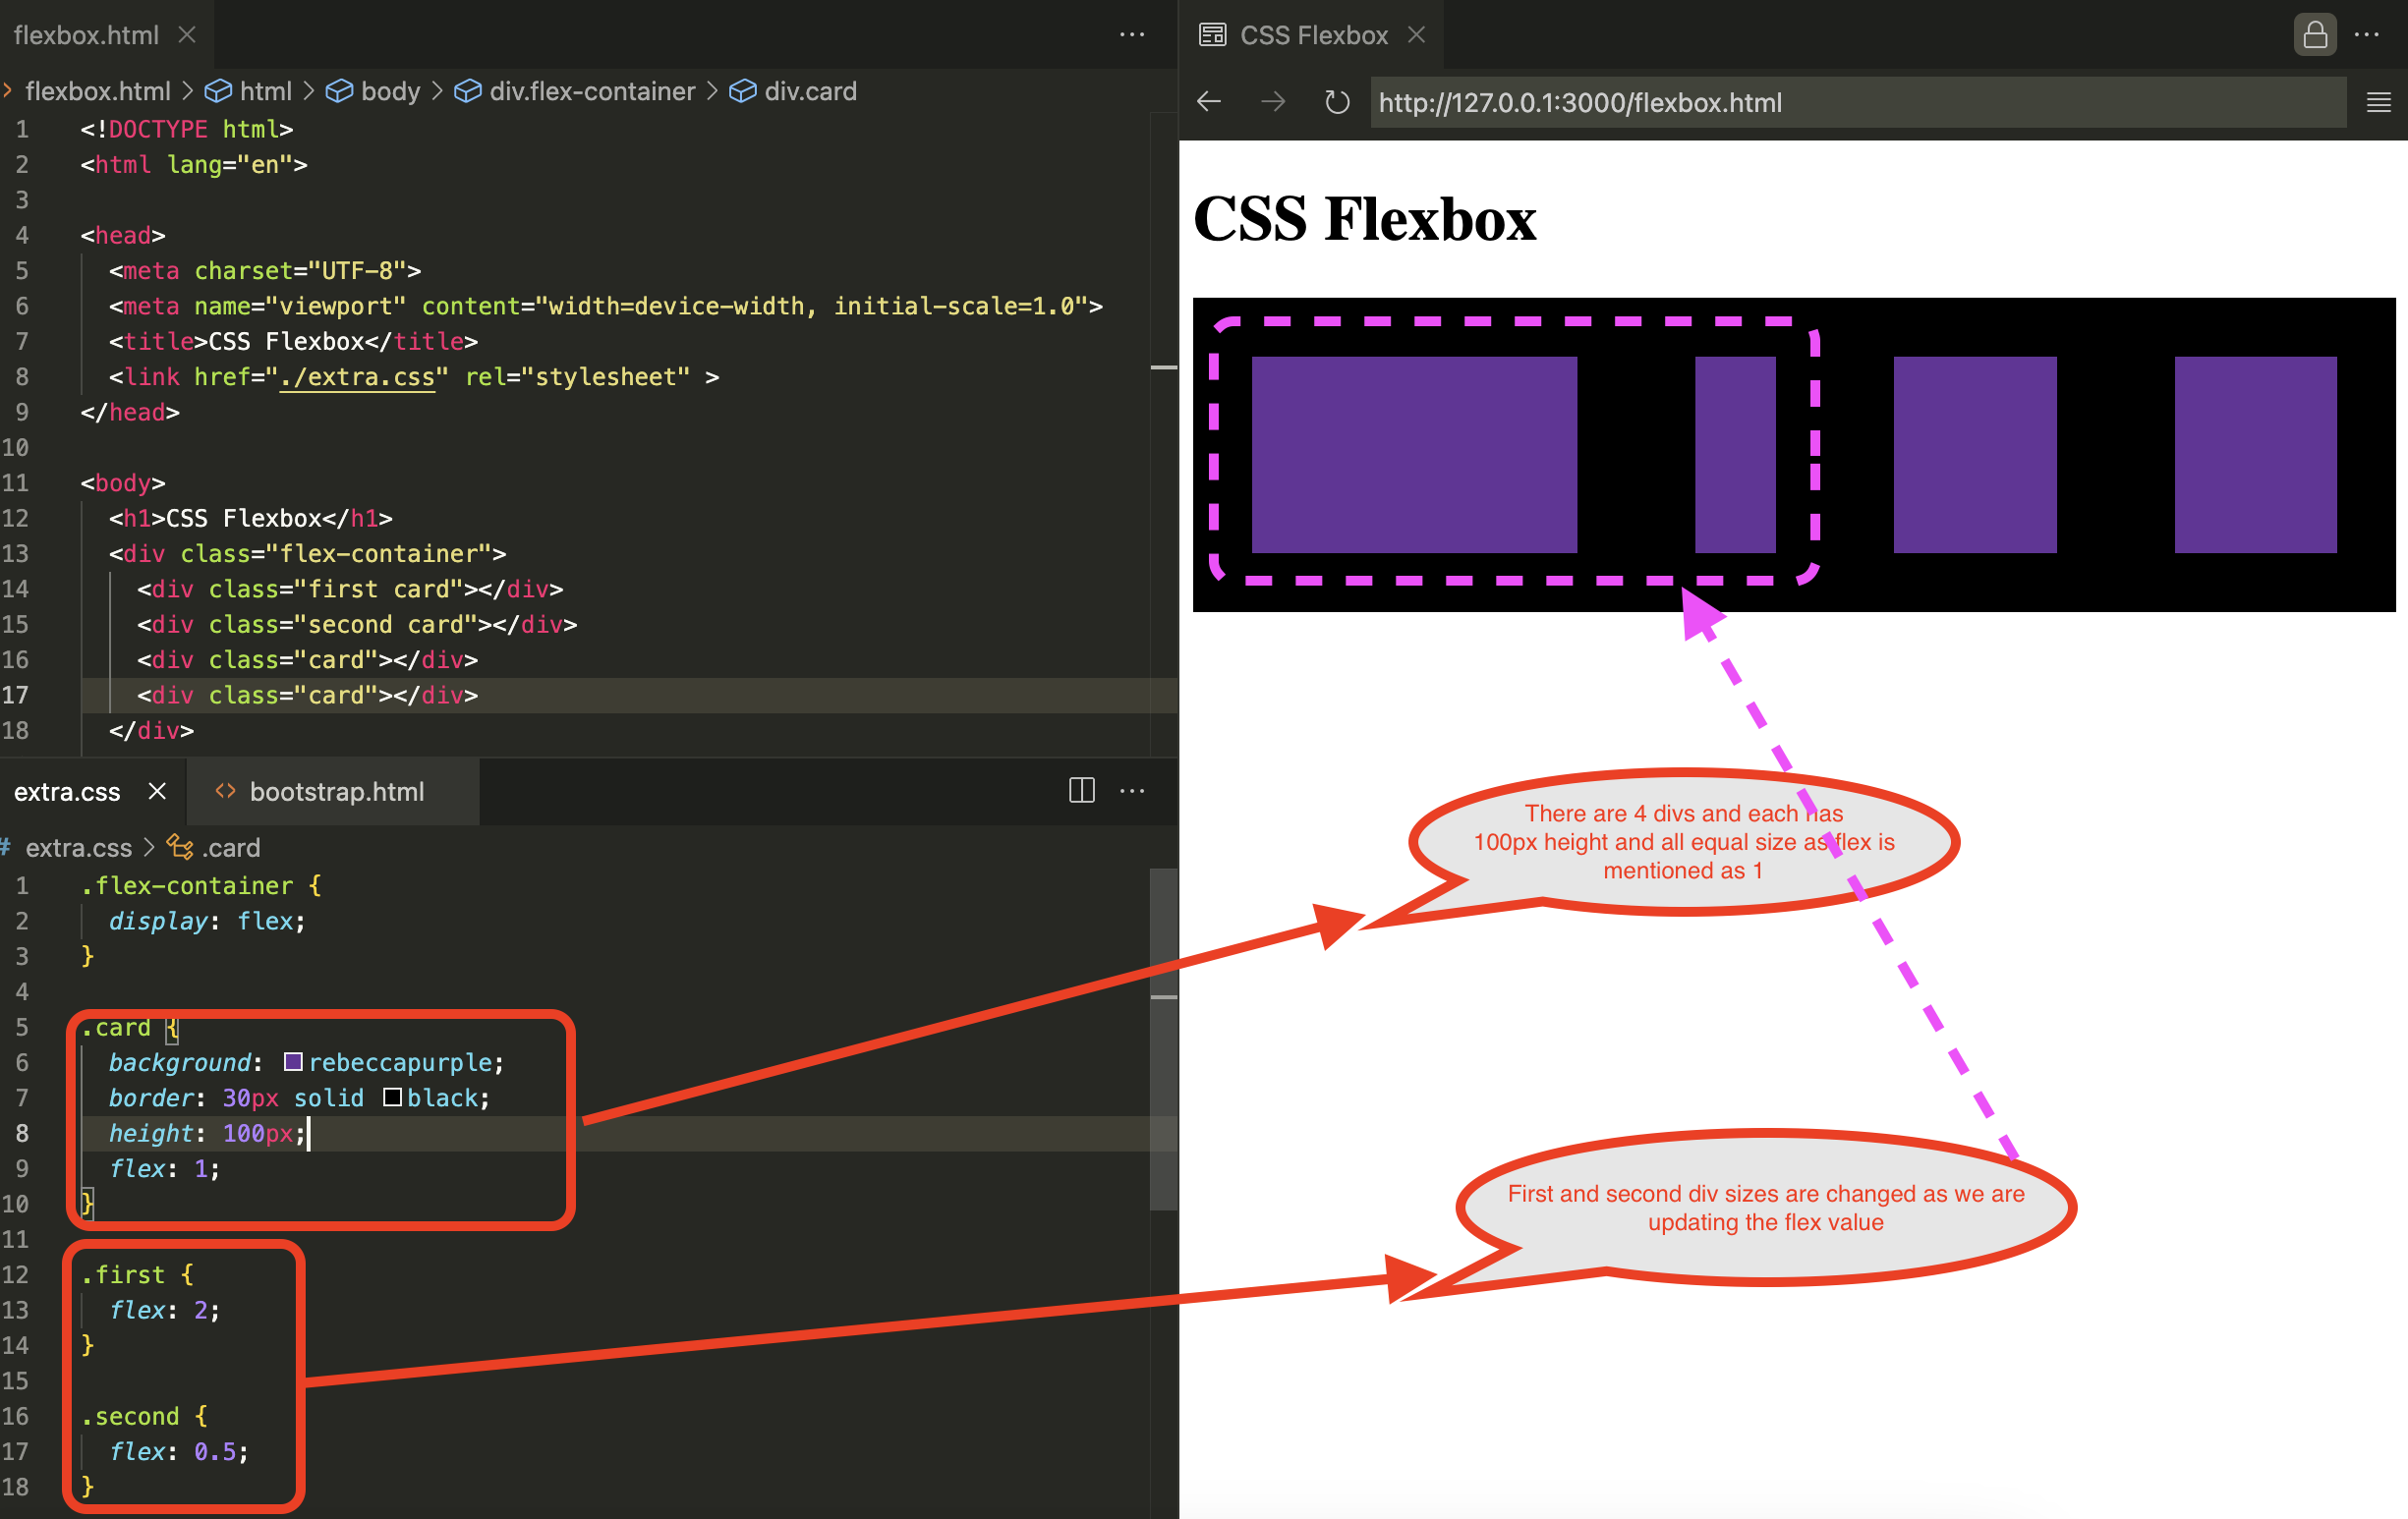 flexbox.html
flexbox.html > html > body > div.flex-container > div.card
1 <!DOCTYPE html>
2 <html lang="en">
3
4 <head>
5 <meta charset="UTF-8">
6 <meta name="viewport" content="width=device-width, initial-scale=1.0">
7 <title>CSS Flexbox</title>
8 <link href="./extra.css" rel="stylesheet" >
9 </head>
10
11 <body>
12 <h1>CSS Flexbox</h1>
13 <div class="flex-container">
14 <div class="first card"></div>
15 <div class="second card"></div>
16 <div class="card"></div>
17 <div class="card"></div>
18 </div>
extra.css
bootstrap.html
# extra.css > .card
1 .flex-container {
2 display: flex;
3 }
4
5 .card {
6 background: rebeccapurple;
7 border: 30px solid black;
8 height: 100px;
9 flex: 1;
10 }
11
12 .first {
13 flex: 2;
14 }
15
16 .second {
17 flex: 0.5;
18 }
CSS Flexbox
http://127.0.0.1:3000/flexbox.html
CSS Flexbox
There are 4 divs and each has
100px height and all equal size as flex is
mentioned as 1
First and second div sizes are changed as we are
updating the flex value